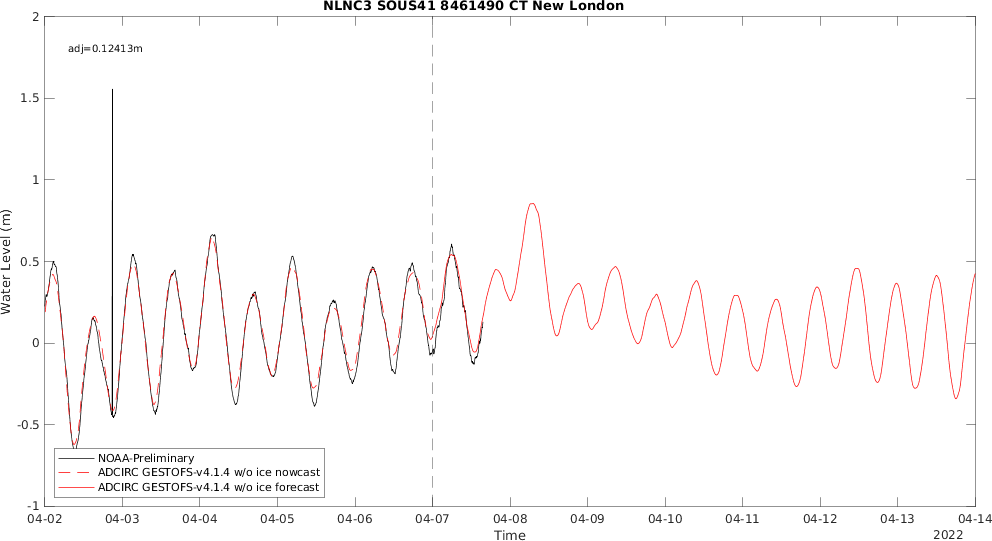 NLNC3 SOUS41 8461490 CT New London
adj=0.12413m
2
1.5
1
0.5
0
-0.5
-1
Water Level (m)
NOAA-Preliminary
ADCIRC GESTOFS-v4.1.4 w/o ice nowcast
ADCIRC GESTOFS-v4.1.4 w/o ice forecast
04-02 04-03 04-04 04-05 04-06 04-07 04-08 04-09 04-10 04-11 04-12 04-13 04-14
Time
2022